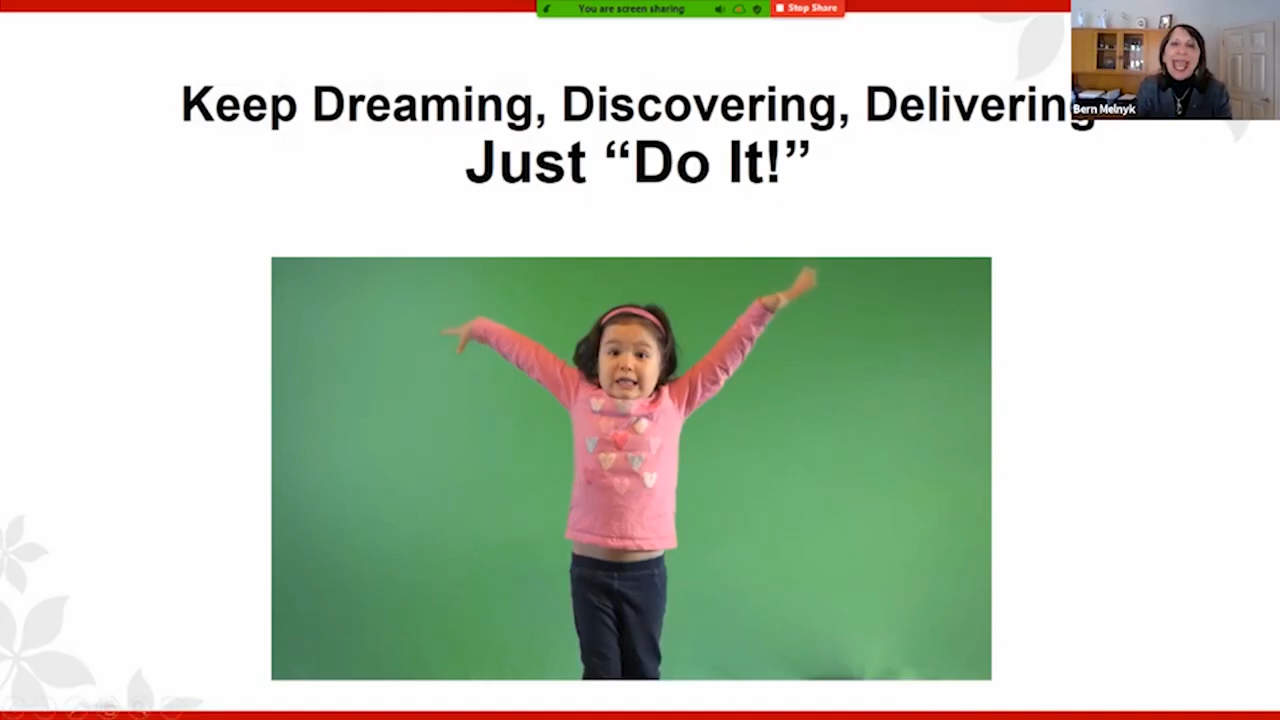 You are screen sharing
Stop Share
Keep Dreaming, Discovering, Delivering
Just “Do It!”
Bern Melnyk